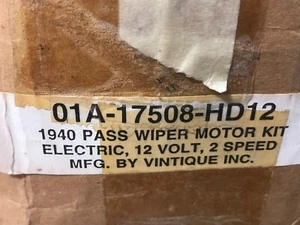 01A-17508-HD12
1940 PASS WIPER MOTOR KIT
ELECTRIC, 12 VOLT, 2 SPEED
MFG. BY VINTIQUE INC.